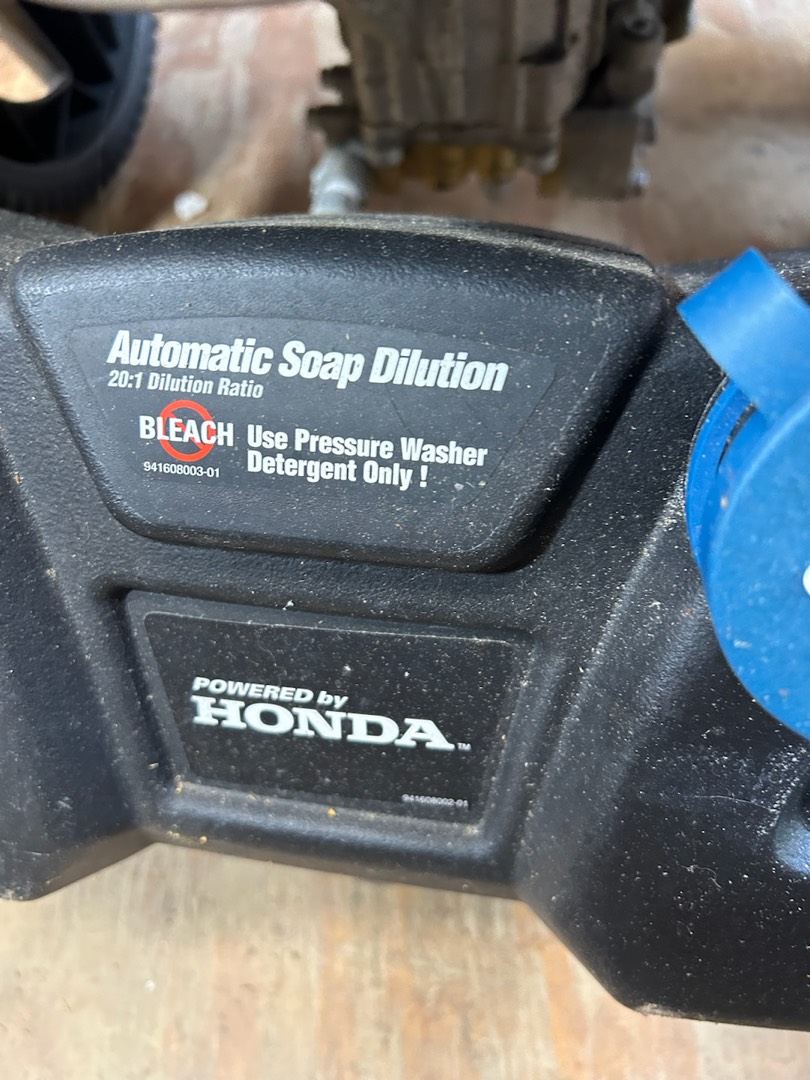 Automatic Soap Dilution
20:1 Dilution Ratio
BLEACH
941608003-01
Use Pressure Washer
Detergent Only !
POWERED by
HONDA™
941608002-01